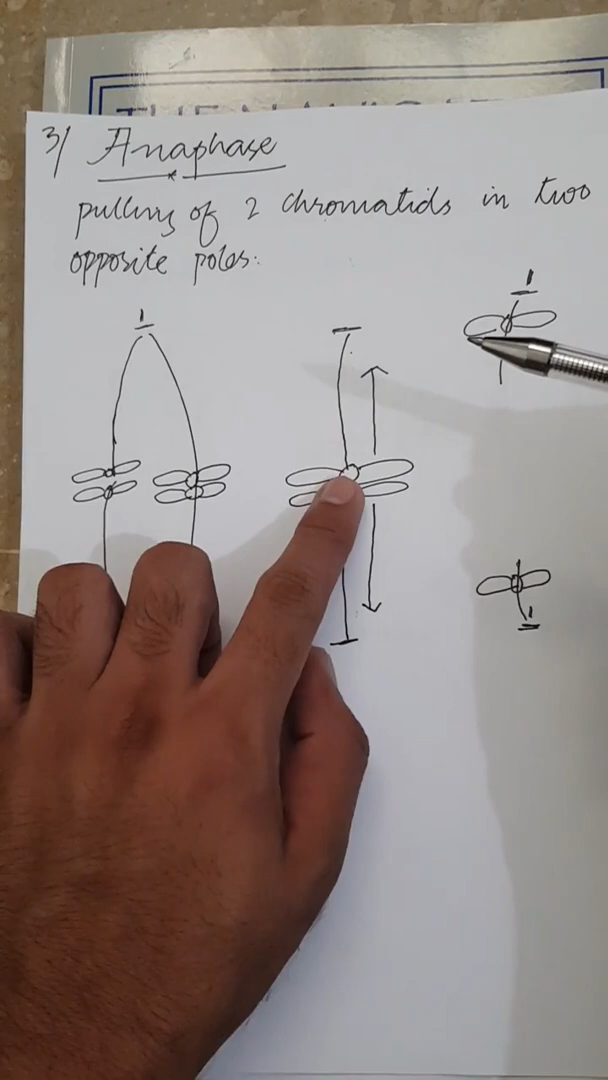 3) Anaphase
pulling of 2 chromatids in two
opposite poles.